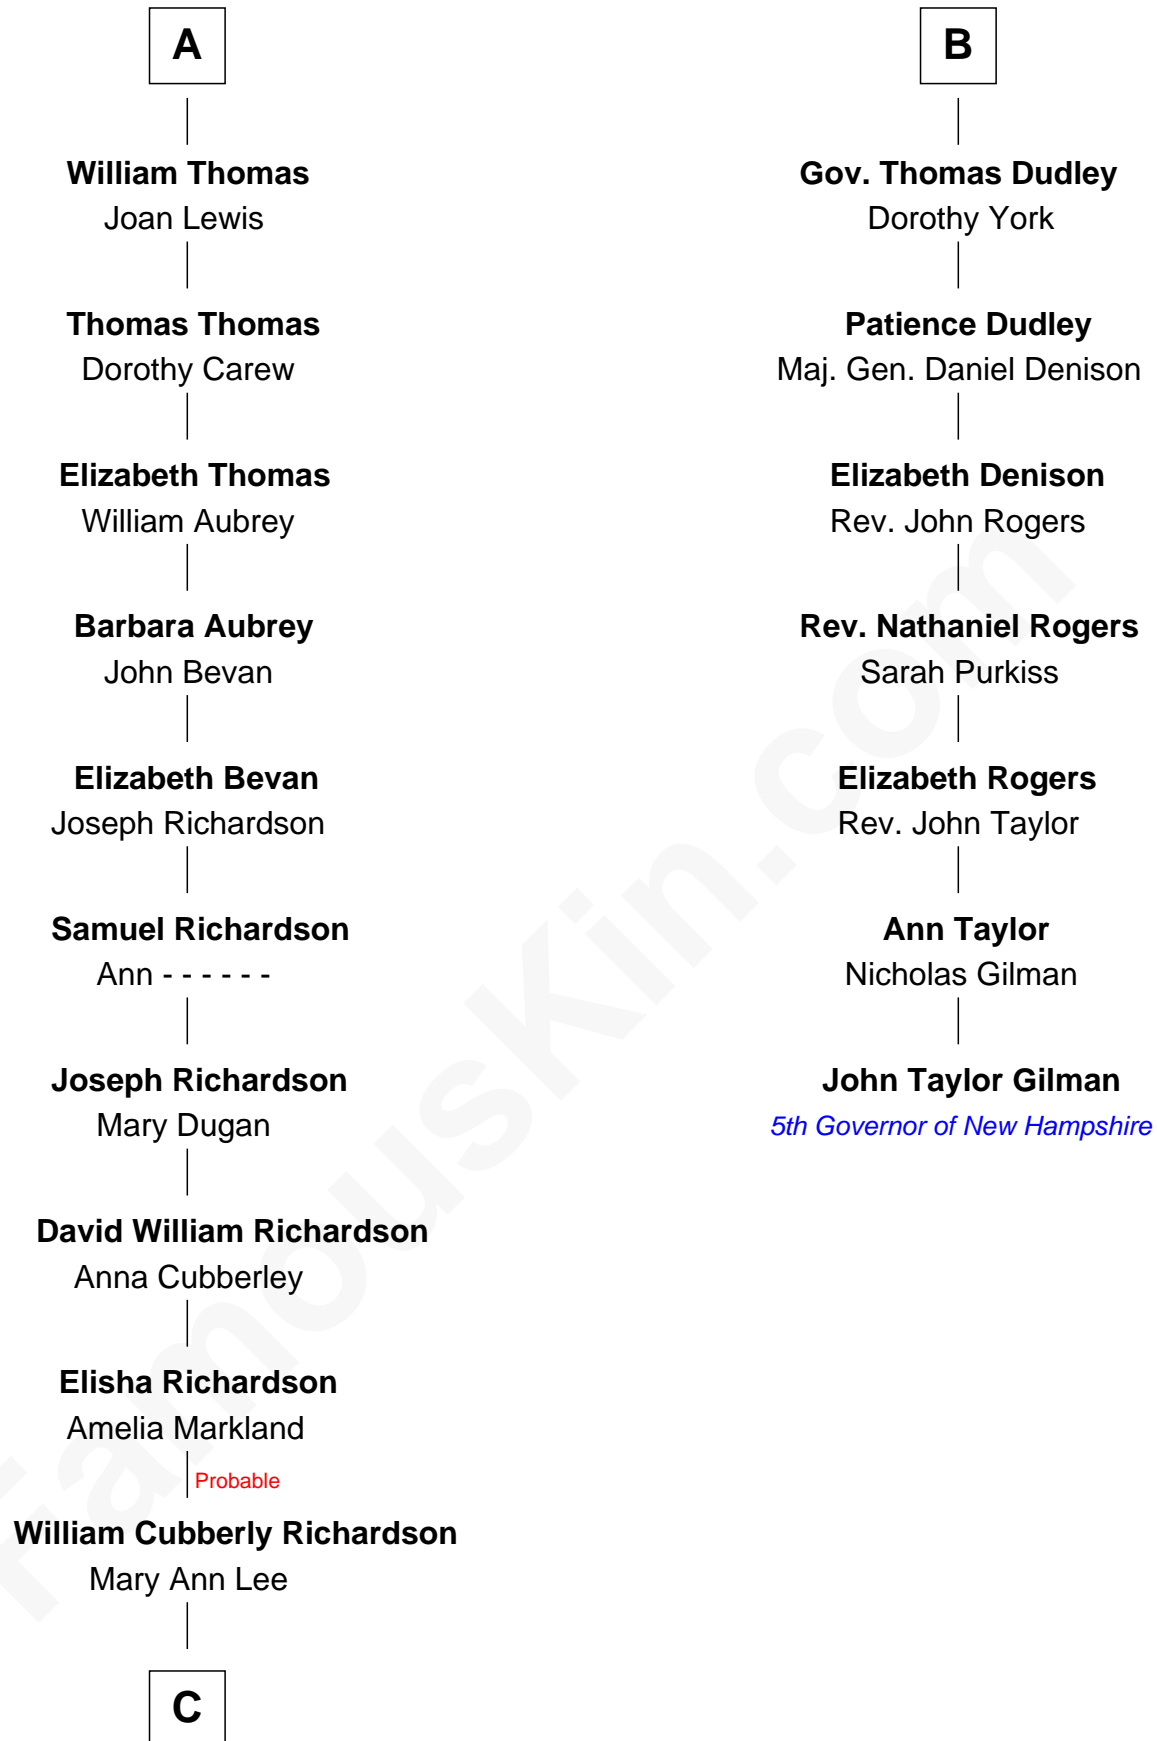 A
William Thomas
Joan Lewis
Thomas Thomas
Dorothy Carew
Elizabeth Thomas
William Aubrey
Barbara Aubrey
John Bevan
Elizabeth Bevan
Joseph Richardson
Samuel Richardson
Ann - - - - - -
Joseph Richardson
Mary Dugan
David William Richardson
Anna Cubberley
Elisha Richardson
Amelia Markland
Probable
William Cubberly Richardson
Mary Ann Lee
C
B
Gov. Thomas Dudley
Dorothy York
Patience Dudley
Maj. Gen. Daniel Denison
Elizabeth Denison
Rev. John Rogers
Rev. Nathaniel Rogers
Sarah Purkiss
Elizabeth Rogers
Rev. John Taylor
Ann Taylor
Nicholas Gilman
John Taylor Gilman
5th Governor of New Hampshire
FamousKin.com